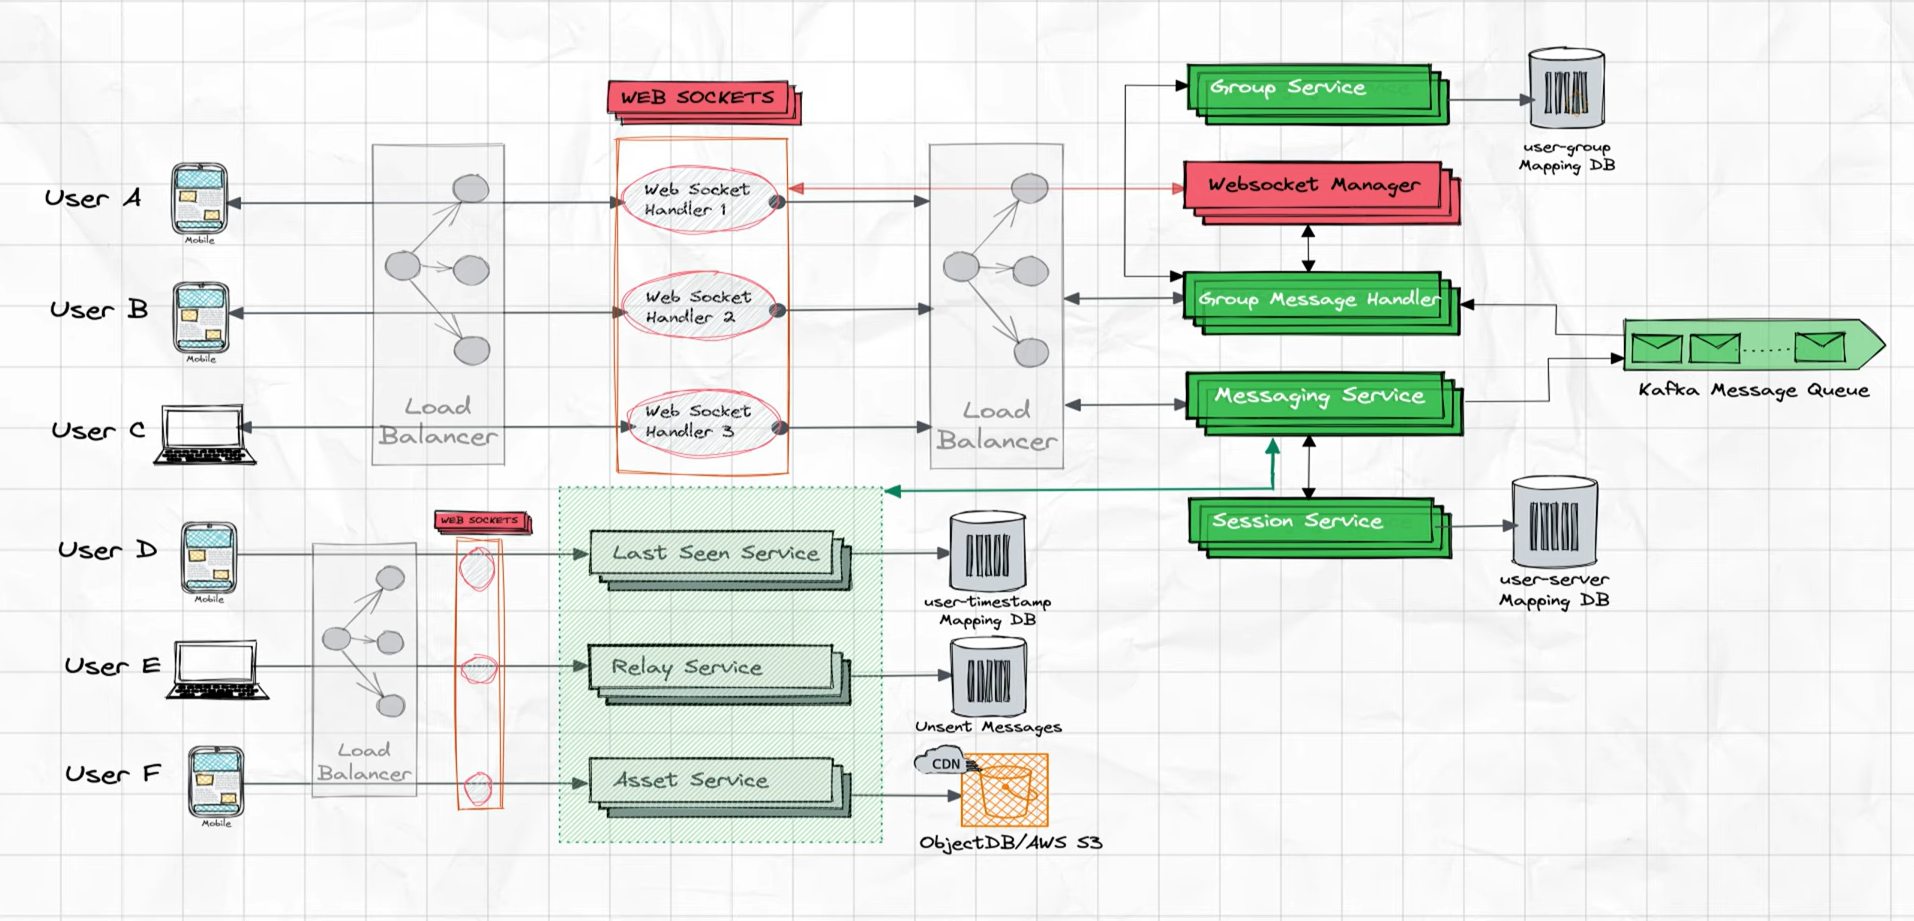 WEB SOCKETS
Group Service
user-group
Mapping DB
User A
Mobile
Web Socket
Handler 1
Websocket Manager
User B
Mobile
Web Socket
Handler 2
Group Message Handler
Kafka Message Queue
User C
Load
Balancer
Web Socket
Handler 3
Load
Balancer
Messaging Service
Session Service
user-server
Mapping DB
User D
Mobile
WEB SOCKETS
Last Seen Service
user-timestamp
Mapping DB
User E
Relay Service
Unsent Messages
User F
Mobile
Load
Balancer
Asset Service
CDN
ObjectDB/AWS S3